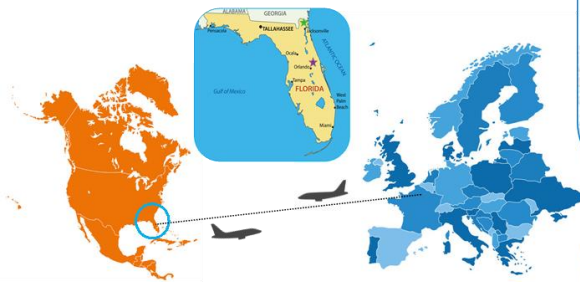 ALABAMA
GEORGIA
Pensacola
TALLAHASSEE
Jacksonville
ATLANTIC OCEAN
Ocala
Orlando
Tampa
FLORIDA
Gulf of Mexico
West
Palm
Beach
Miami